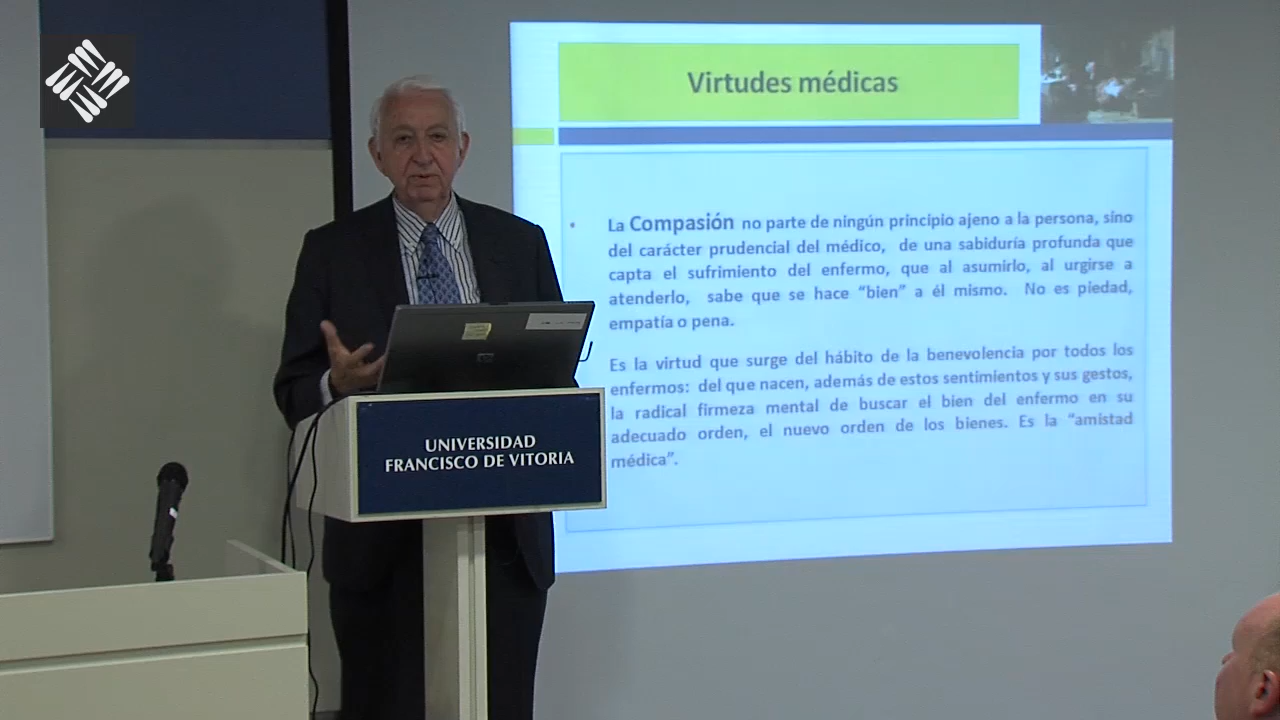 Virtudes médicas
• La Compasión no parte de ningún principio ajeno a la persona, sino
del carácter prudencial del médico, de una sabiduría profunda que
capta el sufrimiento del enfermo, que al asumirlo, al urgirse a
atenderlo, sabe que se hace “bien” a él mismo. No es piedad,
empatía o pena.
Es la virtud que surge del hábito de la benevolencia por todos los
enfermos: del que nacen, además de estos sentimientos y sus gestos,
la radical firmeza mental de buscar el bien del enfermo en su
adecuado orden, el nuevo orden de los bienes. Es la “amistad
médica”.
UNIVERSIDAD
FRANCISCO DE VITORIA